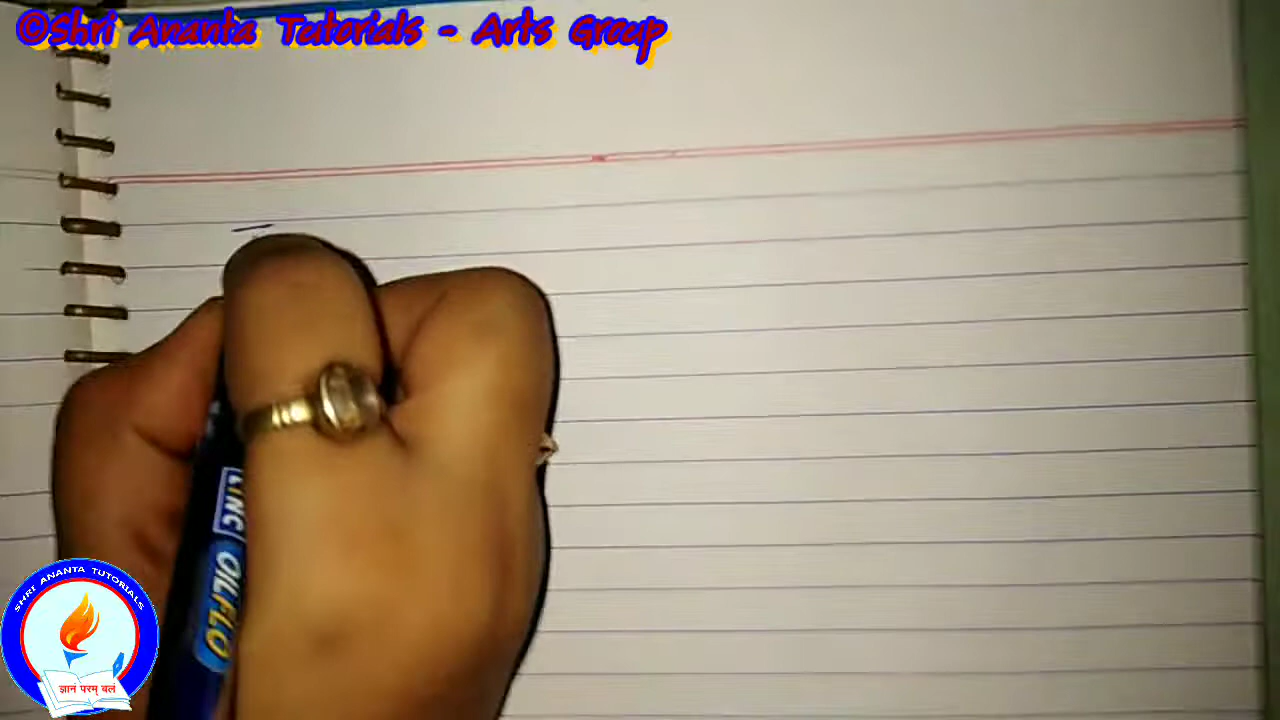 ©Shri Ananta Tutorials - Arts Group
LINC OILFLO
SHRI ANANTA TUTORIALS
ज्ञानं परमं बलं